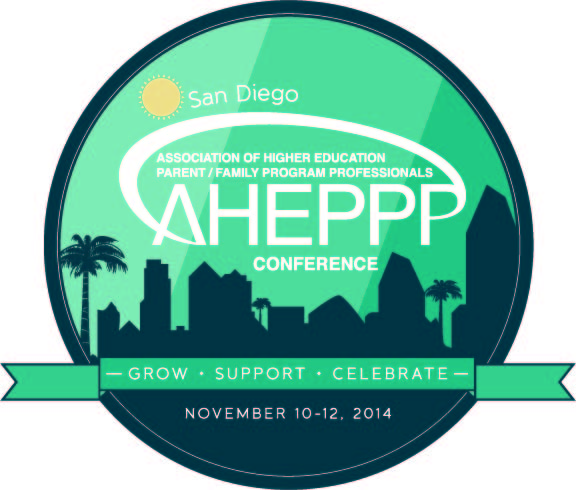 San Diego
ASSOCIATION OF HIGHER EDUCATION
PARENT / FAMILY PROGRAM PROFESSIONALS
AHEPPP
CONFERENCE
— GROW • SUPPORT • CELEBRATE —
NOVEMBER 10-12, 2014